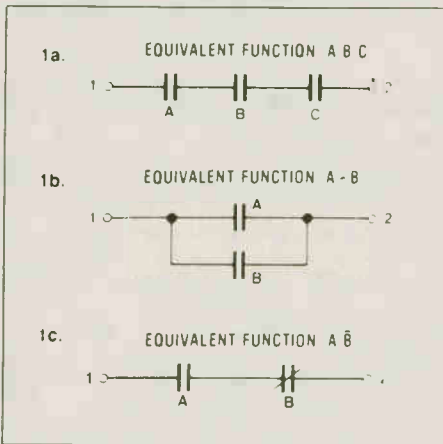 1a. EQUIVALENT FUNCTION A B C
1
A B C
1b. EQUIVALENT FUNCTION A - B
A
1 2
B
1c. EQUIVALENT FUNCTION A B̄
1
A B